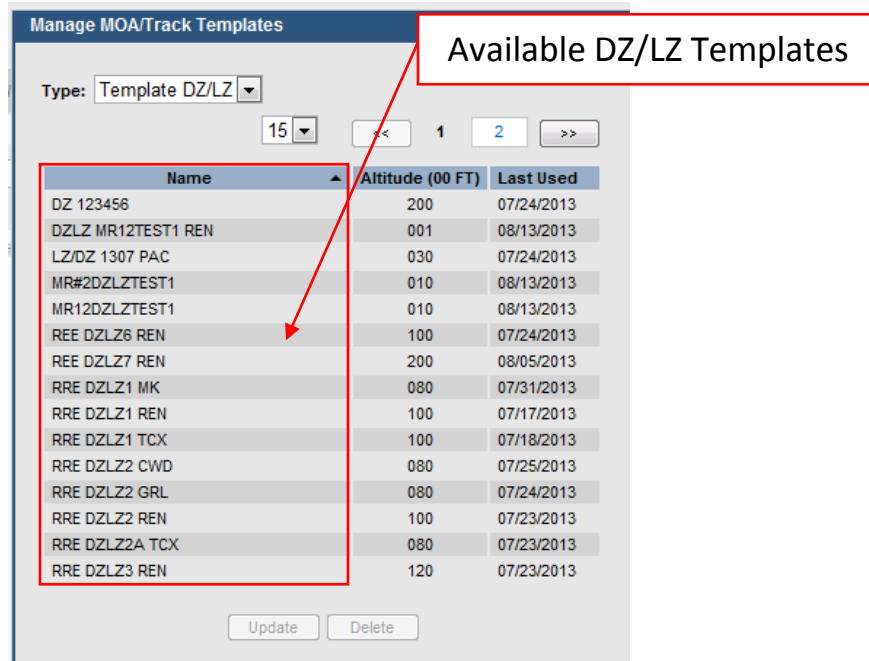 Manage MOA/Track Templates
Available DZ/LZ Templates
Type: Template DZ/LZ
15 << 1 2 >>
Name Altitude (00 FT) Last Used
DZ 123456 200 07/24/2013
DZLZ MR12TEST1 REN 001 08/13/2013
LZ/DZ 1307 PAC 030 07/24/2013
MR#2DZLZTEST1 010 08/13/2013
MR12DZLZTEST1 010 08/13/2013
REE DZLZ6 REN 100 07/24/2013
REE DZLZ7 REN 200 08/05/2013
RRE DZLZ1 MK 080 07/31/2013
RRE DZLZ1 REN 100 07/17/2013
RRE DZLZ1 TCX 100 07/18/2013
RRE DZLZ2 CWD 080 07/25/2013
RRE DZLZ2 GRL 080 07/24/2013
RRE DZLZ2 REN 100 07/23/2013
RRE DZLZ2A TCX 080 07/23/2013
RRE DZLZ3 REN 120 07/23/2013
Update Delete